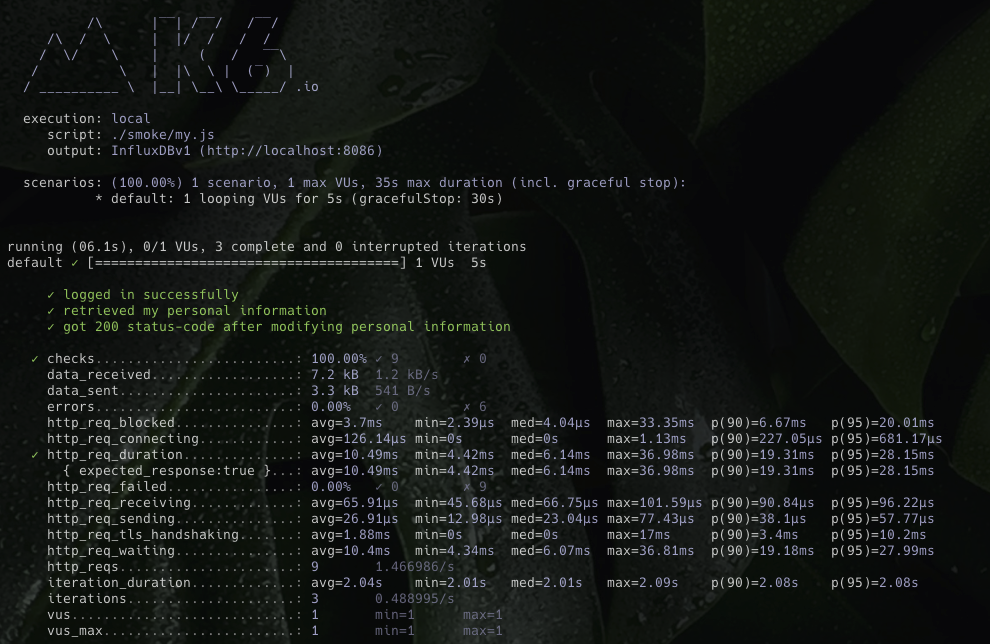 /\      |‾‾| /‾‾/   /‾‾/
     /\  /  \     |  |/  /   /  /
    /  \/    \    |     (   /   ‾‾\
   /          \   |  |\  \ |  (‾)  |
  / __________ \  |__| \__\ \_____/ .io
execution: local
script: ./smoke/my.js
output: InfluxDBv1 (http://localhost:8086)
scenarios: (100.00%) 1 scenario, 1 max VUs, 35s max duration (incl. graceful stop):
* default: 1 looping VUs for 5s (gracefulStop: 30s)
running (06.1s), 0/1 VUs, 3 complete and 0 interrupted iterations
default ✓ [======================================] 1 VUs  5s
✓ logged in successfully
✓ retrieved my personal information
✓ got 200 status-code after modifying personal information
✓ checks.........................: 100.00% ✓ 9        ✗ 0
data_received..................: 7.2 kB  1.2 kB/s
data_sent......................: 3.3 kB  541 B/s
errors.........................: 0.00%   ✓ 0        ✗ 6
http_req_blocked...............: avg=3.7ms    min=2.39µs  med=4.04µs  max=33.35ms  p(90)=6.67ms   p(95)=20.01ms
http_req_connecting............: avg=126.14µs min=0s      med=0s      max=1.13ms   p(90)=227.05µs p(95)=681.17µs
✓ http_req_duration..............: avg=10.49ms  min=4.42ms  med=6.14ms  max=36.98ms  p(90)=19.31ms  p(95)=28.15ms
{ expected_response:true }...: avg=10.49ms  min=4.42ms  med=6.14ms  max=36.98ms  p(90)=19.31ms  p(95)=28.15ms
http_req_failed................: 0.00%   ✓ 0        ✗ 9
http_req_receiving.............: avg=65.91µs  min=45.68µs med=66.75µs max=101.59µs p(90)=90.84µs  p(95)=96.22µs
http_req_sending...............: avg=26.91µs  min=12.98µs med=23.04µs max=77.43µs  p(90)=38.1µs   p(95)=57.77µs
http_req_tls_handshaking.......: avg=1.88ms   min=0s      med=0s      max=17ms     p(90)=3.4ms    p(95)=10.2ms
http_req_waiting...............: avg=10.4ms   min=4.34ms  med=6.07ms  max=36.81ms  p(90)=19.18ms  p(95)=27.99ms
http_reqs......................: 9       1.466986/s
iteration_duration.............: avg=2.04s    min=2.01s   med=2.01s   max=2.09s    p(90)=2.08s    p(95)=2.08s
iterations.....................: 3       0.488995/s
vus............................: 1       min=1      max=1
vus_max........................: 1       min=1      max=1